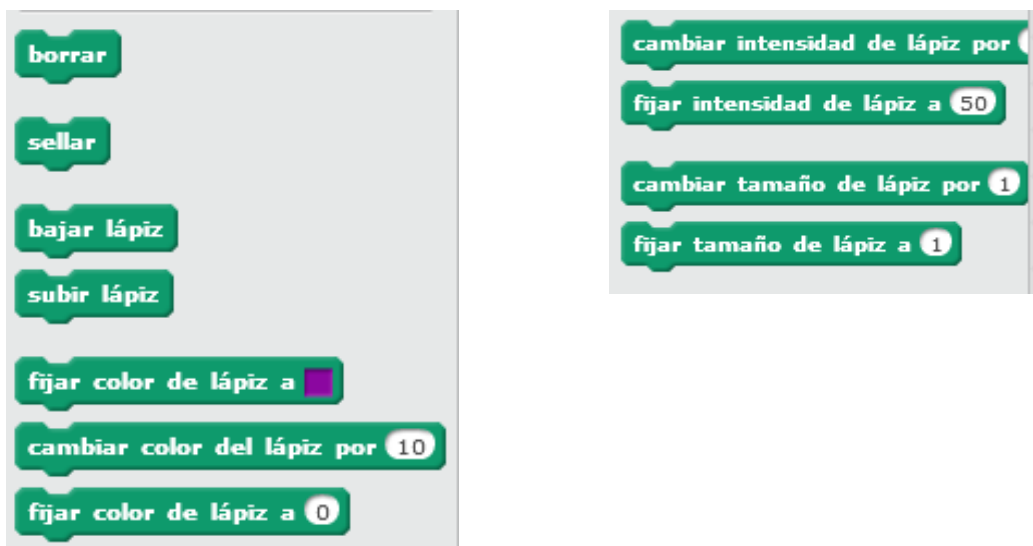 borrar
sellar
bajar lápiz
subir lápiz
fijar color de lápiz a
cambiar color del lápiz por 10
fijar color de lápiz a 0
cambiar intensidad de lápiz por
fijar intensidad de lápiz a 50
cambiar tamaño de lápiz por 1
fijar tamaño de lápiz a 1